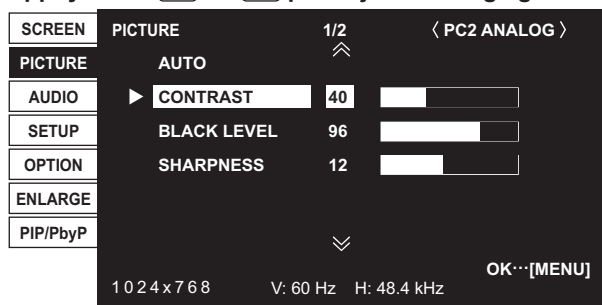 SCREEN
PICTURE
AUDIO
SETUP
OPTION
ENLARGE
PIP/PbyP
PICTURE 1/2 〈 PC2 ANALOG 〉
AUTO
CONTRAST 40
BLACK LEVEL 96
SHARPNESS 12
OK···[MENU]
1024x768 V: 60 Hz H: 48.4 kHz